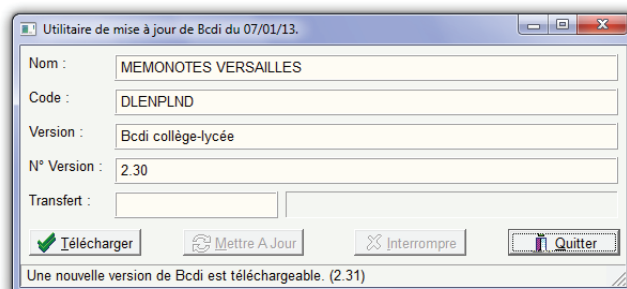 Utilitaire de mise à jour de Bcdi du 07/01/13.
Nom : MEMONOTES VERSAILLES
Code : DLENPLND
Version : Bcdi collège-lycée
N° Version : 2.30
Transfert :
Télécharger Mettre A Jour Interrompre Quitter
Une nouvelle version de Bcdi est téléchargeable. (2.31)